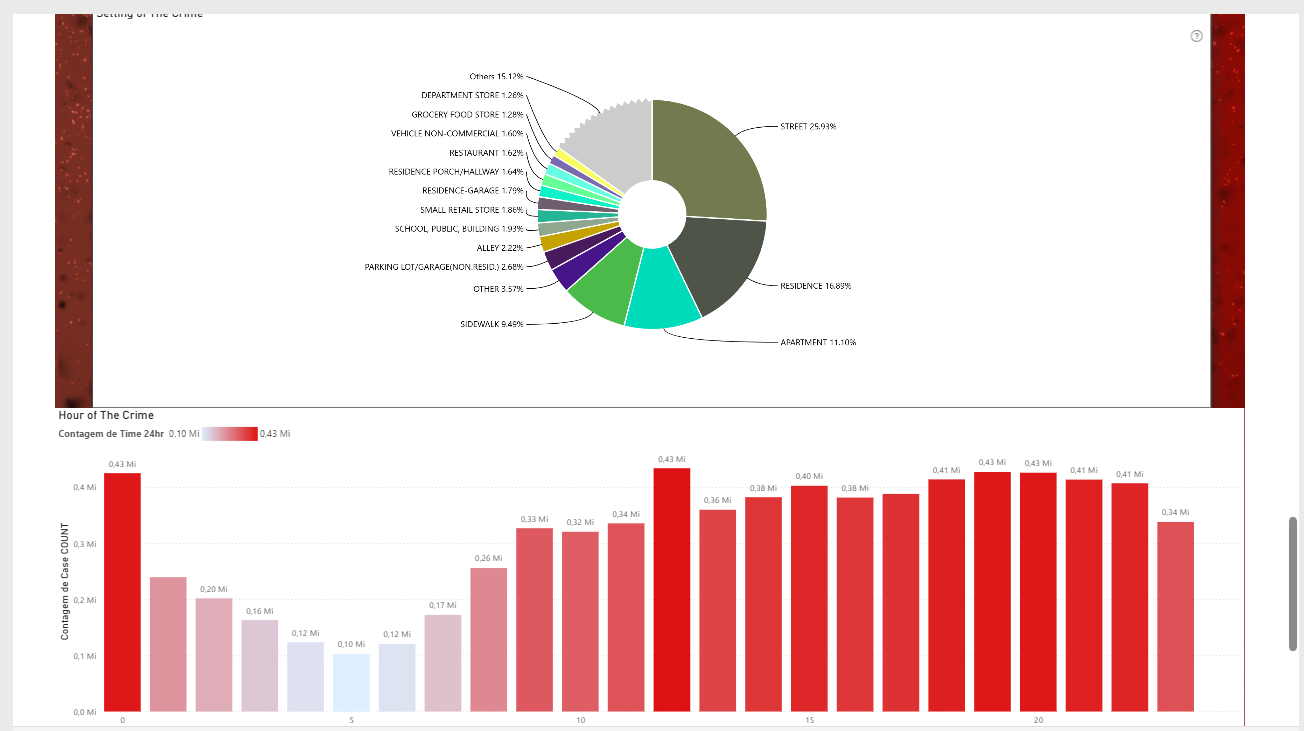 Setting of The Crime
Others 15.12%
DEPARTMENT STORE 1.26%
GROCERY FOOD STORE 1.28%
VEHICLE NON-COMMERCIAL 1.60%
RESTAURANT 1.62%
RESIDENCE PORCH/HALLWAY 1.64%
RESIDENCE-GARAGE 1.79%
SMALL RETAIL STORE 1.86%
SCHOOL, PUBLIC, BUILDING 1.93%
ALLEY 2.22%
PARKING LOT/GARAGE(NON.RESID.) 2.68%
OTHER 3.57%
SIDEWALK 9.49%
STREET 25.93%
RESIDENCE 16.89%
APARTMENT 11.10%
?
Hour of The Crime
Contagem de Time 24hr 0,10 Mi 0,43 Mi
Contagem de Case COUNT
0,4 Mi
0,3 Mi
0,2 Mi
0,1 Mi
0,0 Mi
0,43 Mi
0,20 Mi
0,16 Mi
0,12 Mi
0,10 Mi
0,12 Mi
0,17 Mi
0,26 Mi
0,33 Mi
0,32 Mi
0,34 Mi
0,43 Mi
0,36 Mi
0,38 Mi
0,40 Mi
0,38 Mi
0,41 Mi
0,43 Mi
0,43 Mi
0,41 Mi
0,41 Mi
0,34 Mi
0 5 10 15 20